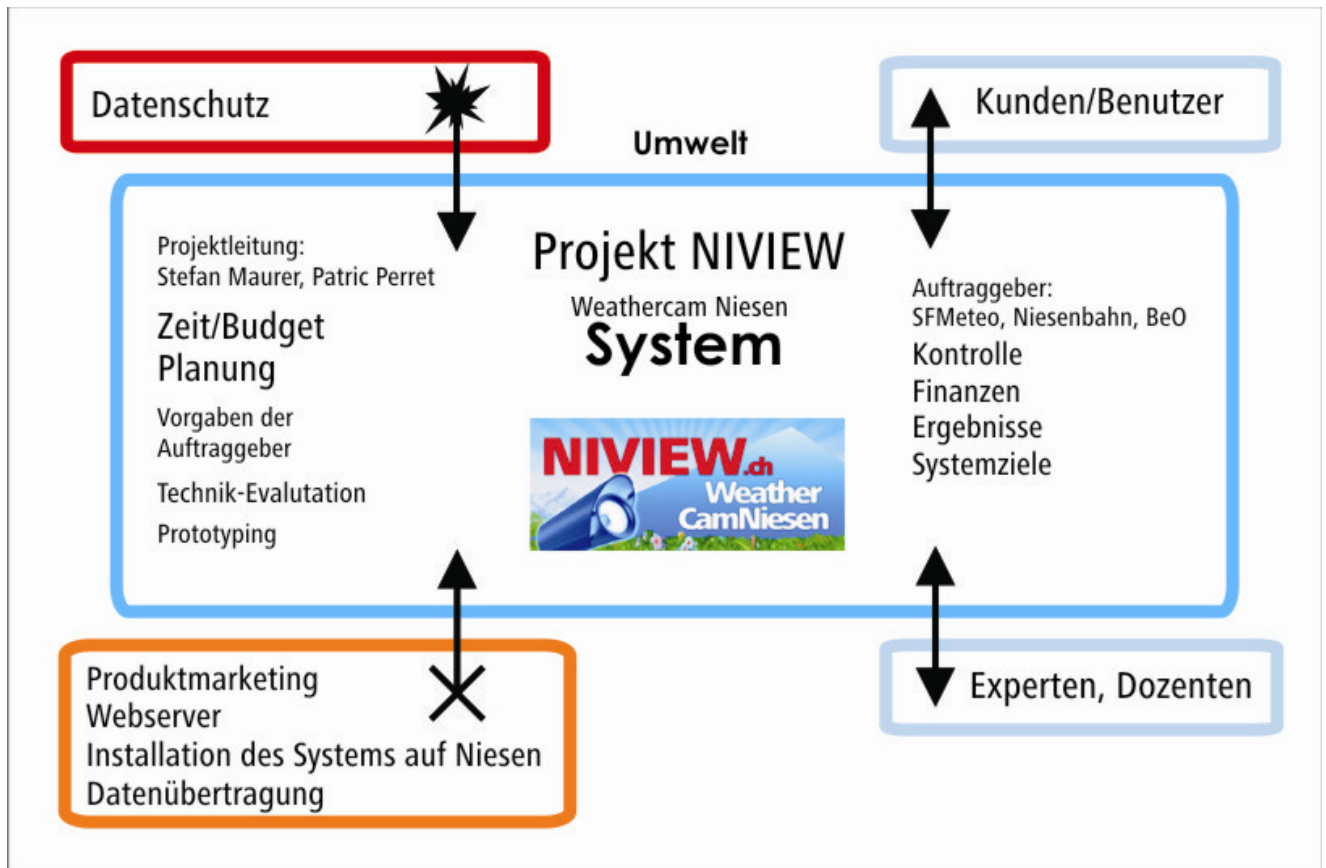 Datenschutz
Kunden/Benutzer
Umwelt
Projektleitung:
Stefan Maurer, Patric Perret
Zeit/Budget
Planung
Vorgaben der
Auftraggeber
Technik-Evalutation
Prototyping
Projekt NIVIEW
Weathercam Niesen
System
NIVIEW.ch
Weather
CamNiesen
Auftraggeber:
SFMeteo, Niesenbahn, BeO
Kontrolle
Finanzen
Ergebnisse
Systemziele
Produktmarketing
Webserver
Installation des Systems auf Niesen
Datenübertragung
Experten, Dozenten